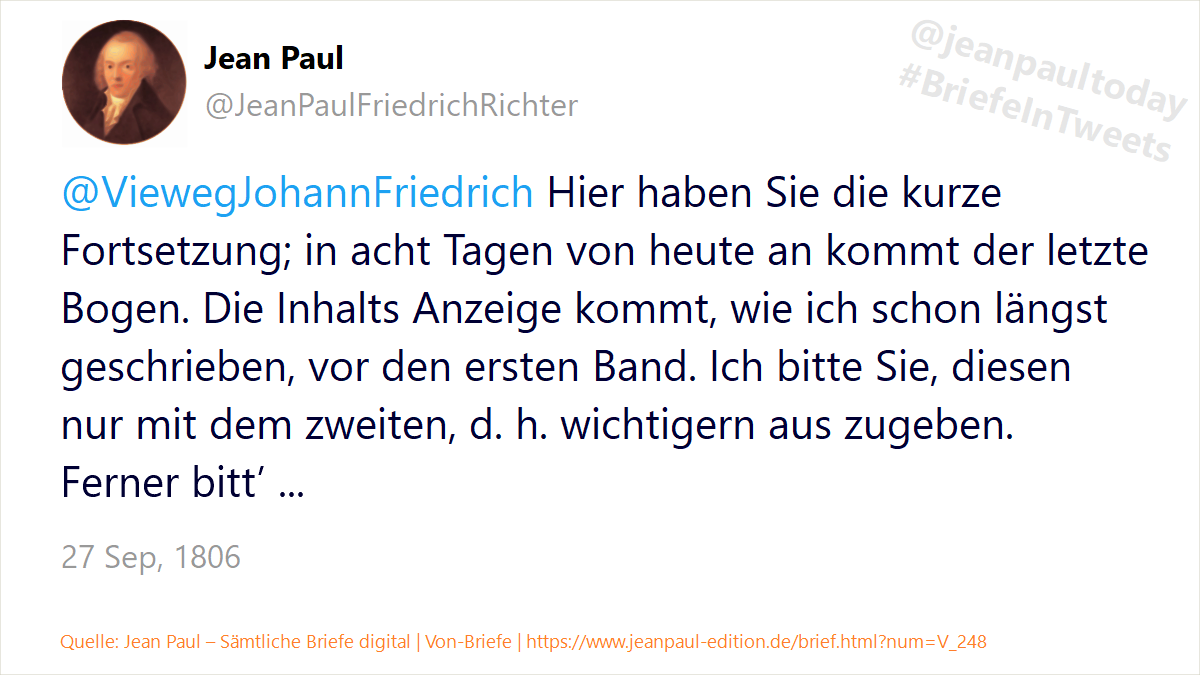 Jean Paul
@JeanPaulFriedrichRichter
@jeanpaultoday
#BriefeInTweets
@ViewegJohannFriedrich Hier haben Sie die kurze
Fortsetzung; in acht Tagen von heute an kommt der letzte
Bogen. Die Inhalts Anzeige kommt, wie ich schon längst
geschrieben, vor den ersten Band. Ich bitte Sie, diesen
nur mit dem zweiten, d. h. wichtigern aus zugeben.
Ferner bitt’ ...
27 Sep, 1806
Quelle: Jean Paul – Sämtliche Briefe digital | Von-Briefe | https://www.jeanpaul-edition.de/brief.html?num=V_248